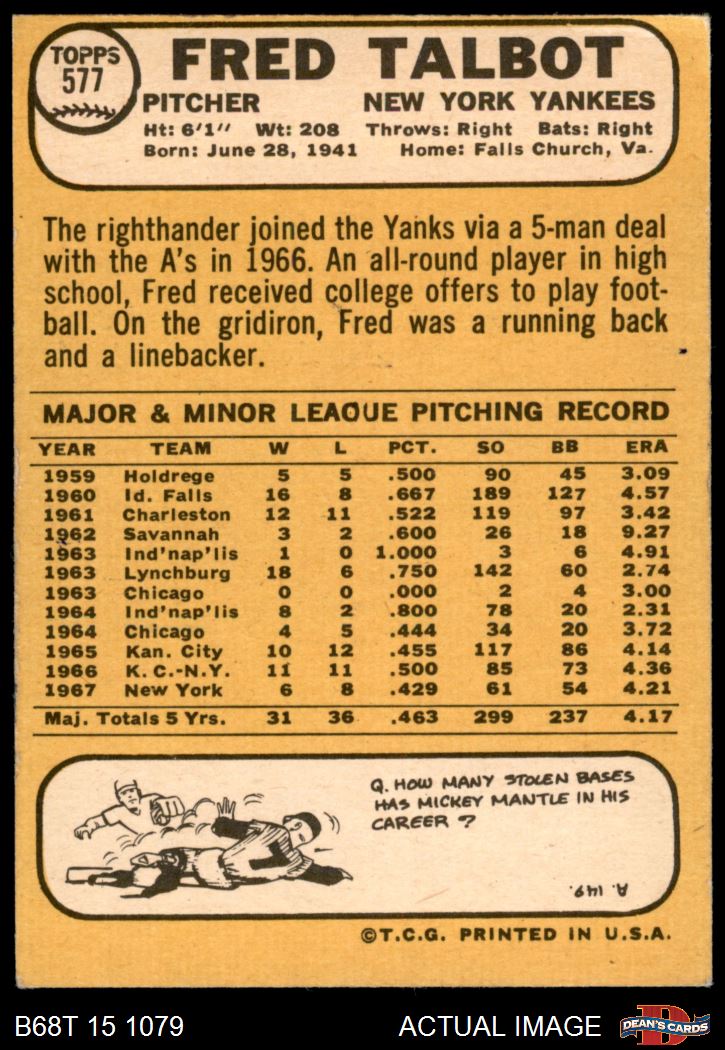 TOPPS
577
FRED TALBOT
PITCHER NEW YORK YANKEES
Ht: 6'1" Wt: 208 Throws: Right Bats: Right
Born: June 28, 1941 Home: Falls Church, Va.
The righthander joined the Yanks via a 5-man deal
with the A's in 1966. An all-round player in high
school, Fred received college offers to play foot-
ball. On the gridiron, Fred was a running back
and a linebacker.
MAJOR & MINOR LEAGUE PITCHING RECORD
YEAR TEAM W L PCT. SO BB ERA
1959 Holdrege 5 5 .500 90 45 3.09
1960 Id. Falls 16 8 .667 189 127 4.57
1961 Charleston 12 11 .522 119 97 3.42
1962 Savannah 3 2 .600 26 18 9.27
1963 Ind'nap'lis 1 0 1.000 3 6 4.91
1963 Lynchburg 18 6 .750 142 60 2.74
1963 Chicago 0 0 .000 2 4 3.00
1964 Ind'nap'lis 8 2 .800 78 20 2.31
1964 Chicago 4 5 .444 34 20 3.72
1965 Kan. City 10 12 .455 117 86 4.14
1966 K. C.-N.Y. 11 11 .500 85 73 4.36
1967 New York 6 8 .429 61 54 4.21
Maj. Totals 5 Yrs. 31 36 .463 299 237 4.17
Q. HOW MANY STOLEN BASES
HAS MICKEY MANTLE IN HIS
CAREER ?
A. 149.
©T.C.G. PRINTED IN U.S.A.
B68T 15 1079 ACTUAL IMAGE D DEAN'S CARDS